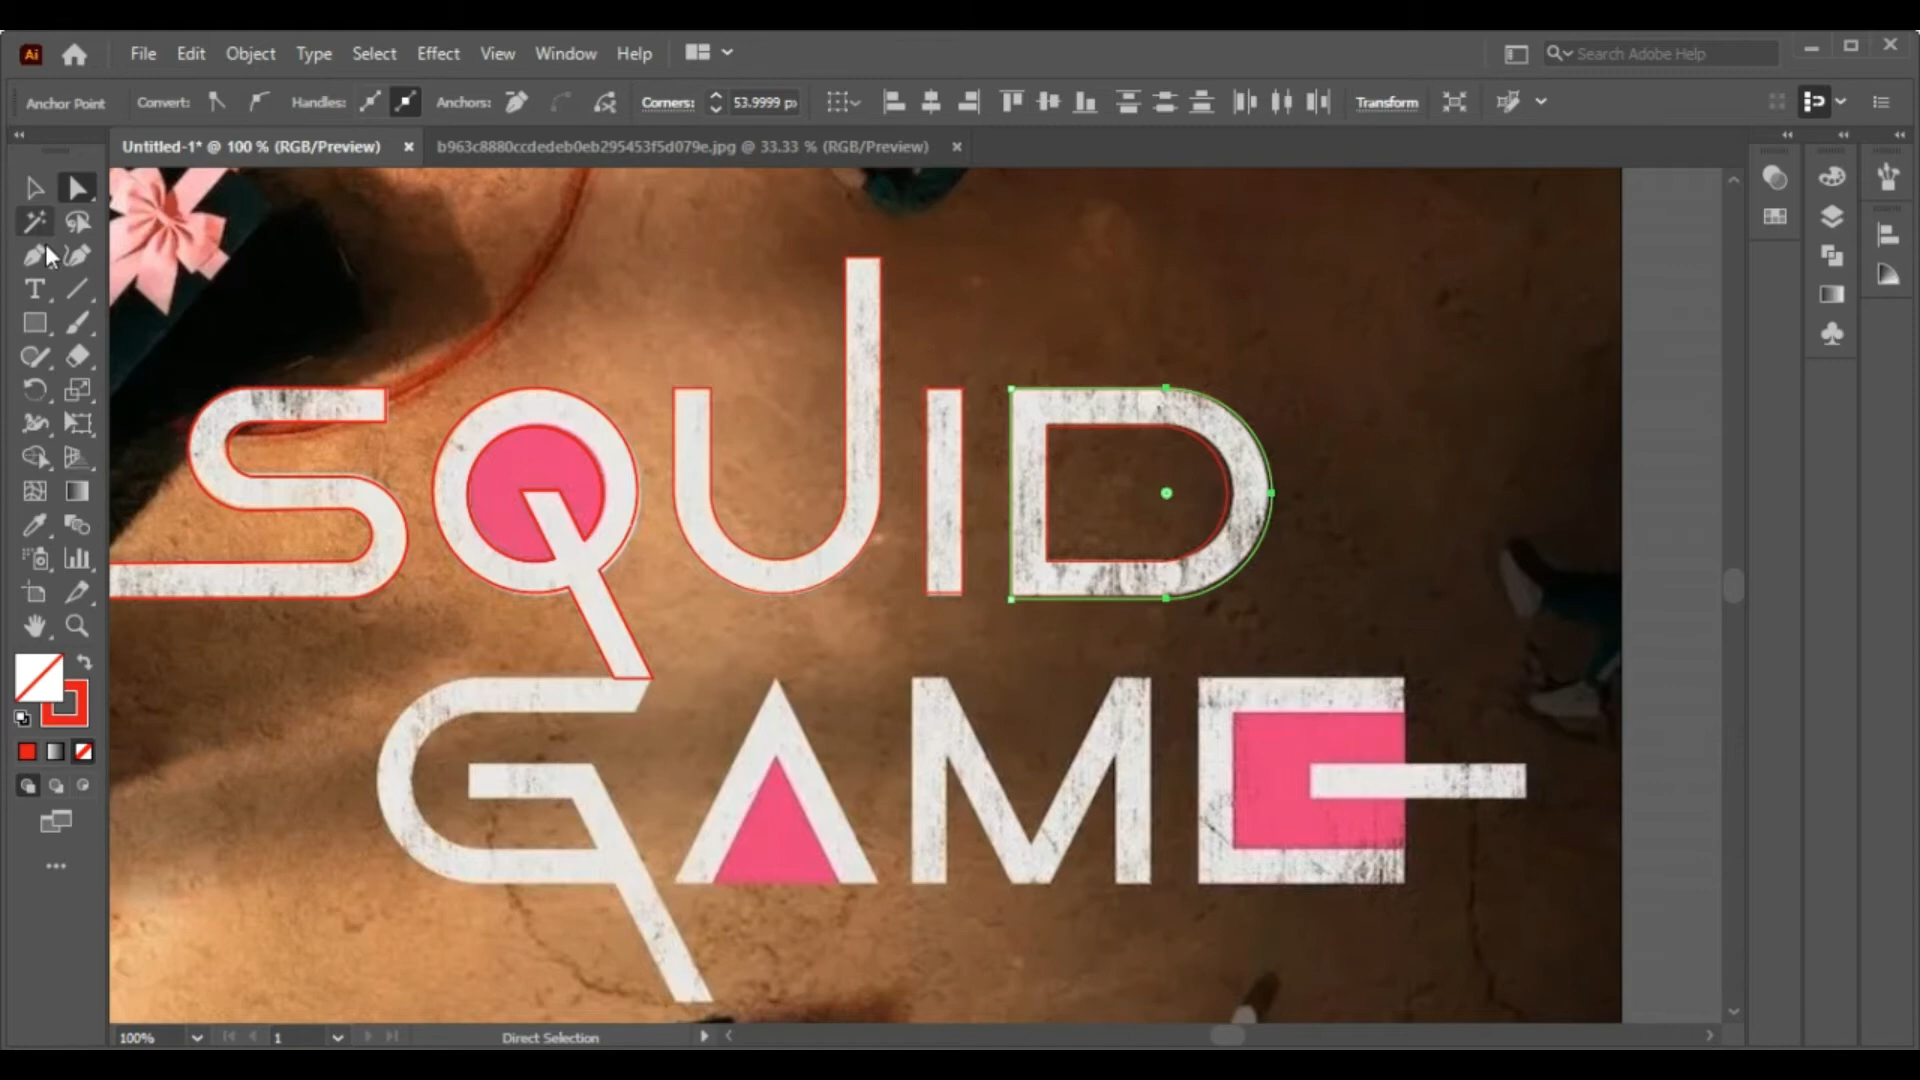 Ai File Edit Object Type Select Effect View Window Help Search Adobe Help
Anchor Point Convert: Handles: Anchors: Corners: 53.9999 px Transform
Untitled-1* @ 100 % (RGB/Preview) × b963c8880ccdedeb0eb295453f5d079e.jpg @ 33.33 % (RGB/Preview) ×
SQUID
GAME
100% 1 Direct Selection